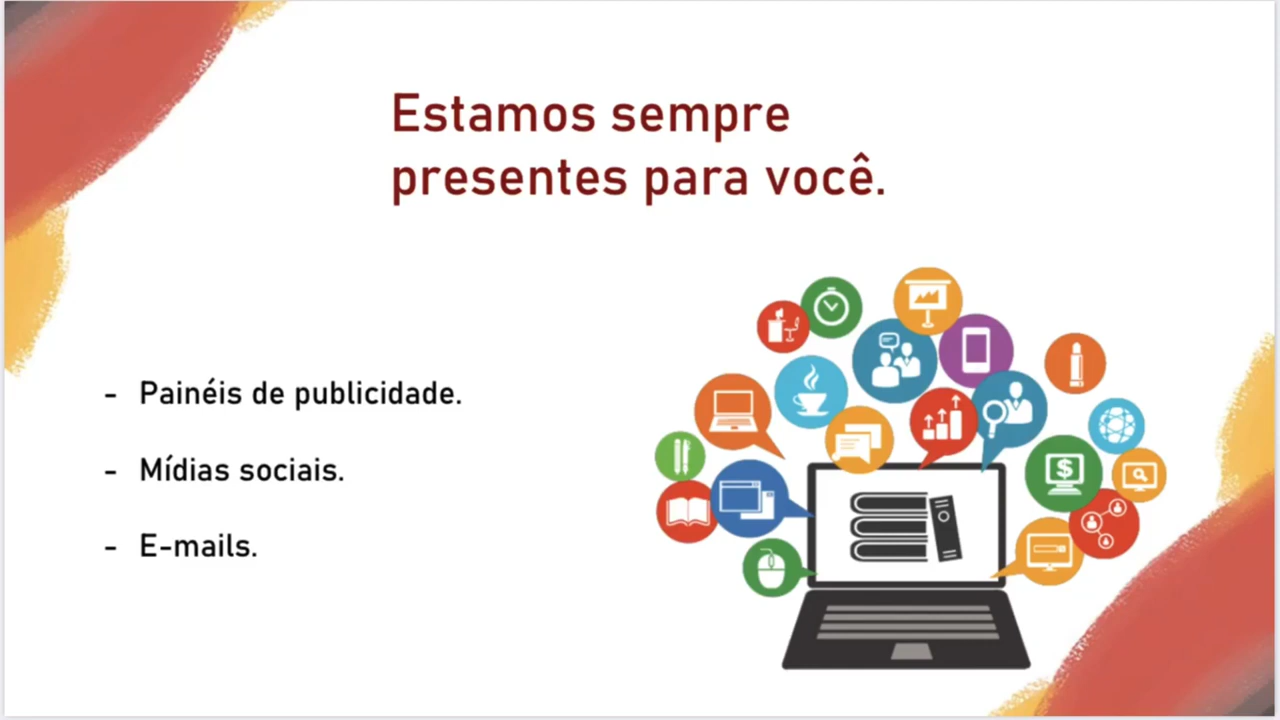 Estamos sempre
presentes para você.
- Painéis de publicidade.
- Mídias sociais.
- E-mails.
$